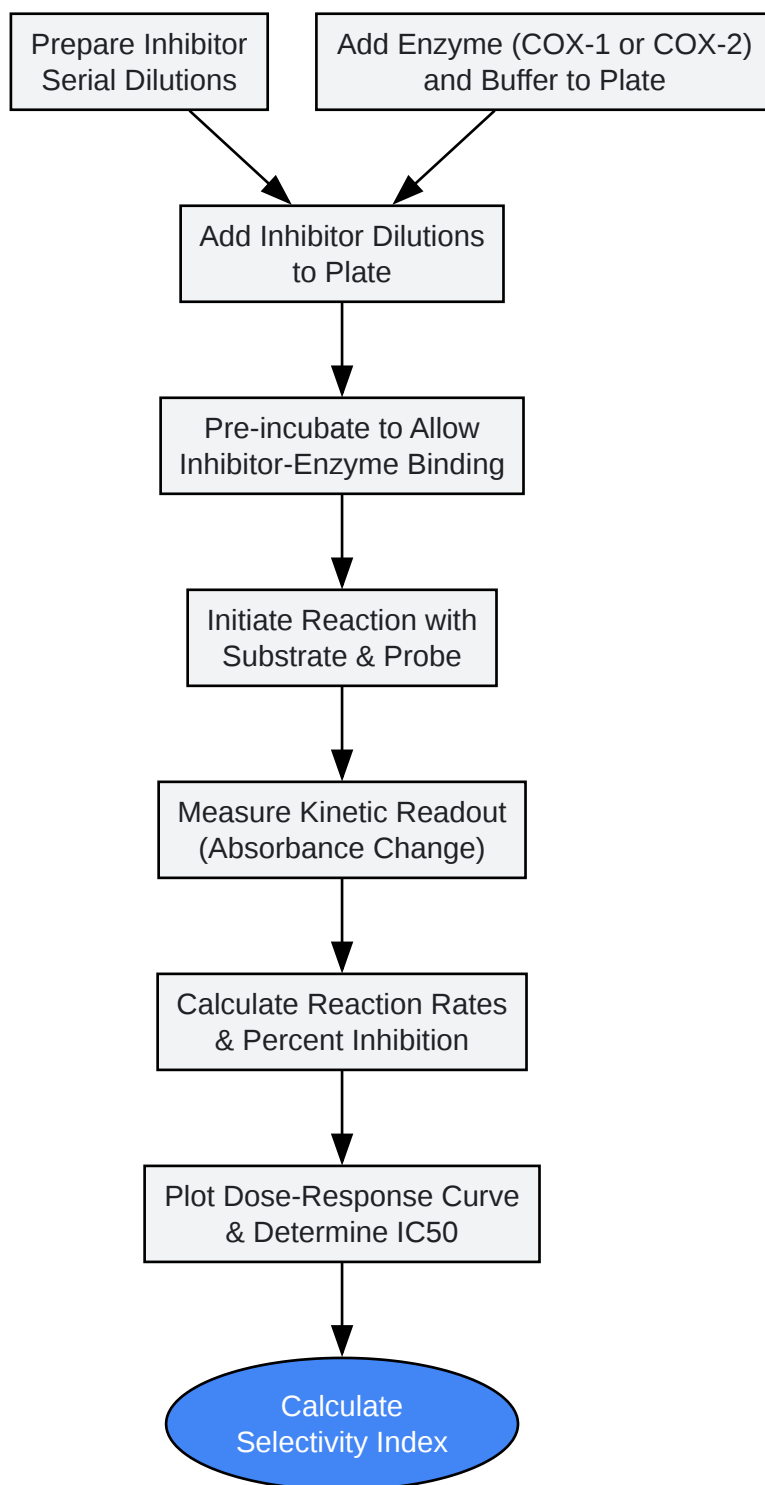 Prepare Inhibitor
Serial Dilutions
Add Enzyme (COX-1 or COX-2)
and Buffer to Plate
Add Inhibitor Dilutions
to Plate
Pre-incubate to Allow
Inhibitor-Enzyme Binding
Initiate Reaction with
Substrate & Probe
Measure Kinetic Readout
(Absorbance Change)
Calculate Reaction Rates
& Percent Inhibition
Plot Dose-Response Curve
& Determine IC50
Calculate
Selectivity Index